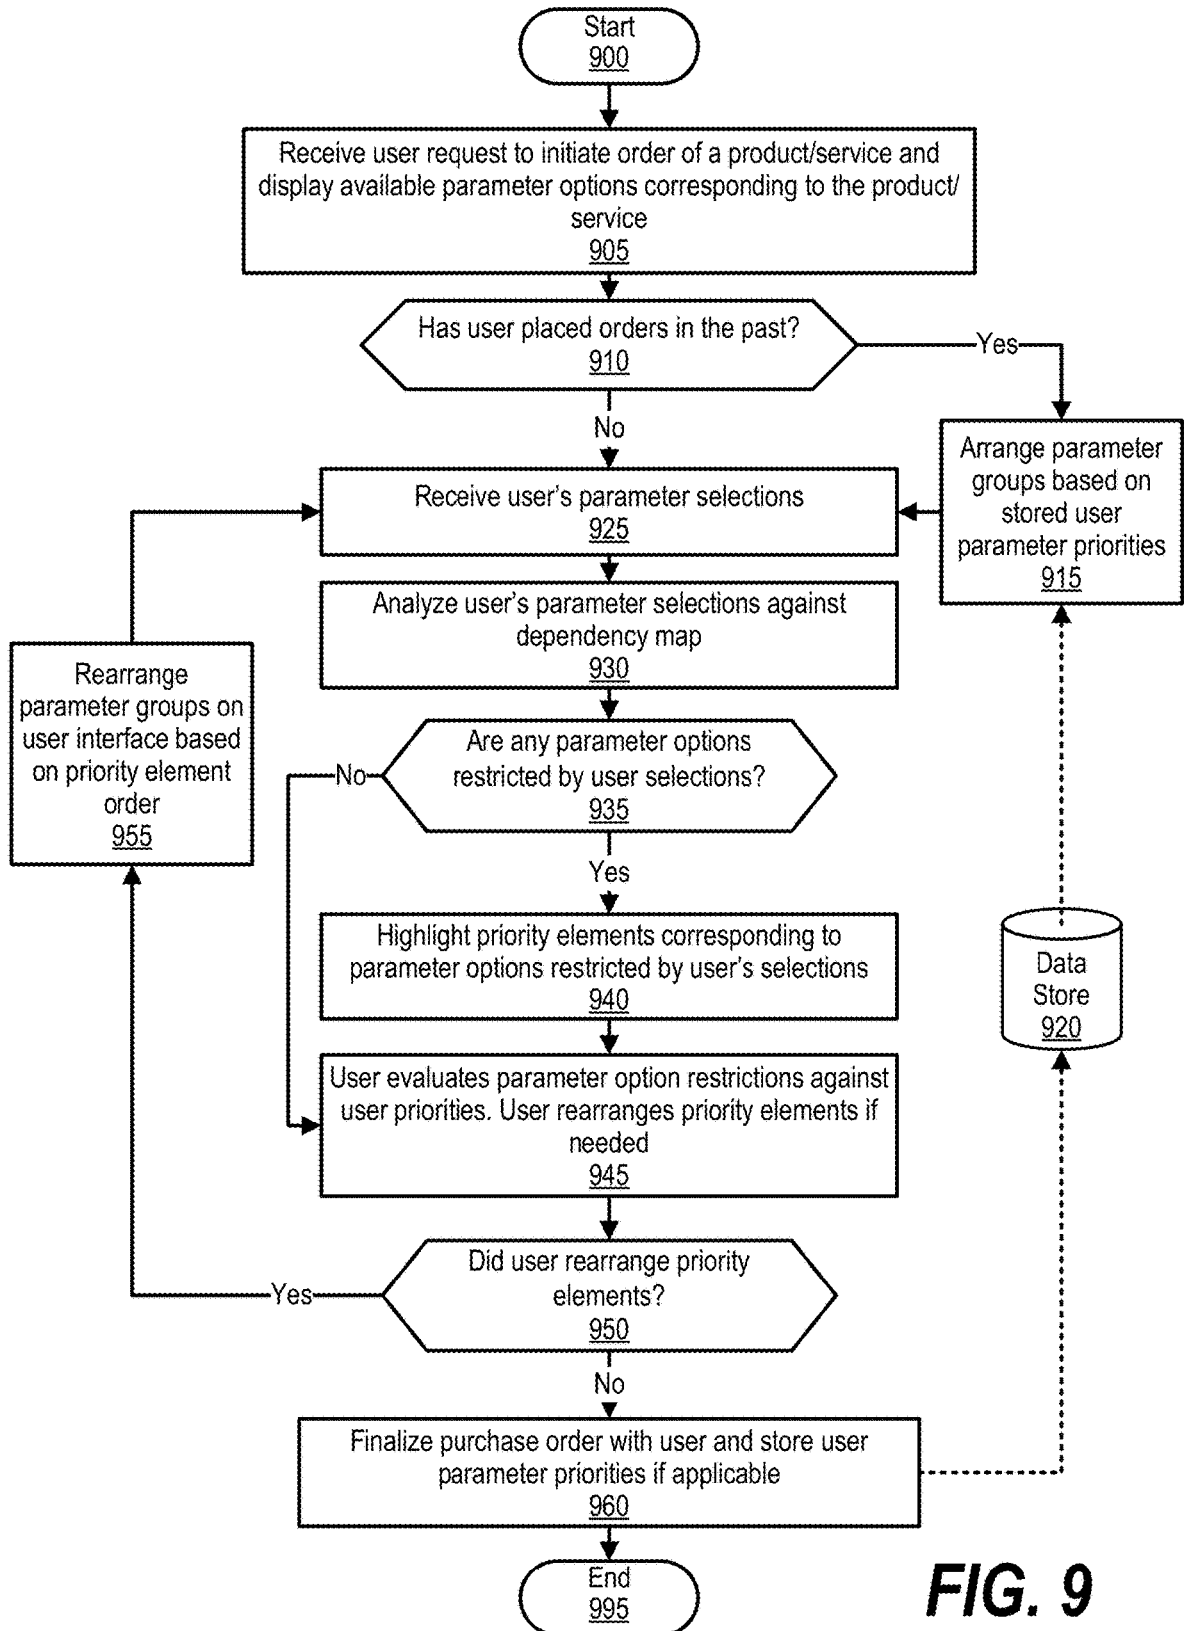 Start
900
Receive user request to initiate order of a product/service and
display available parameter options corresponding to the product/
service
905
Has user placed orders in the past?
910
Yes
No
Arrange parameter
groups based on
stored user
parameter priorities
915
Receive user's parameter selections
925
Analyze user's parameter selections against
dependency map
930
Rearrange
parameter groups on
user interface based
on priority element
order
955
Are any parameter options
restricted by user selections?
935
No
Yes
Highlight priority elements corresponding to
parameter options restricted by user's selections
940
Data
Store
920
User evaluates parameter option restrictions against
user priorities. User rearranges priority elements if
needed
945
Did user rearrange priority
elements?
950
Yes
No
Finalize purchase order with user and store user
parameter priorities if applicable
960
End
995
FIG. 9